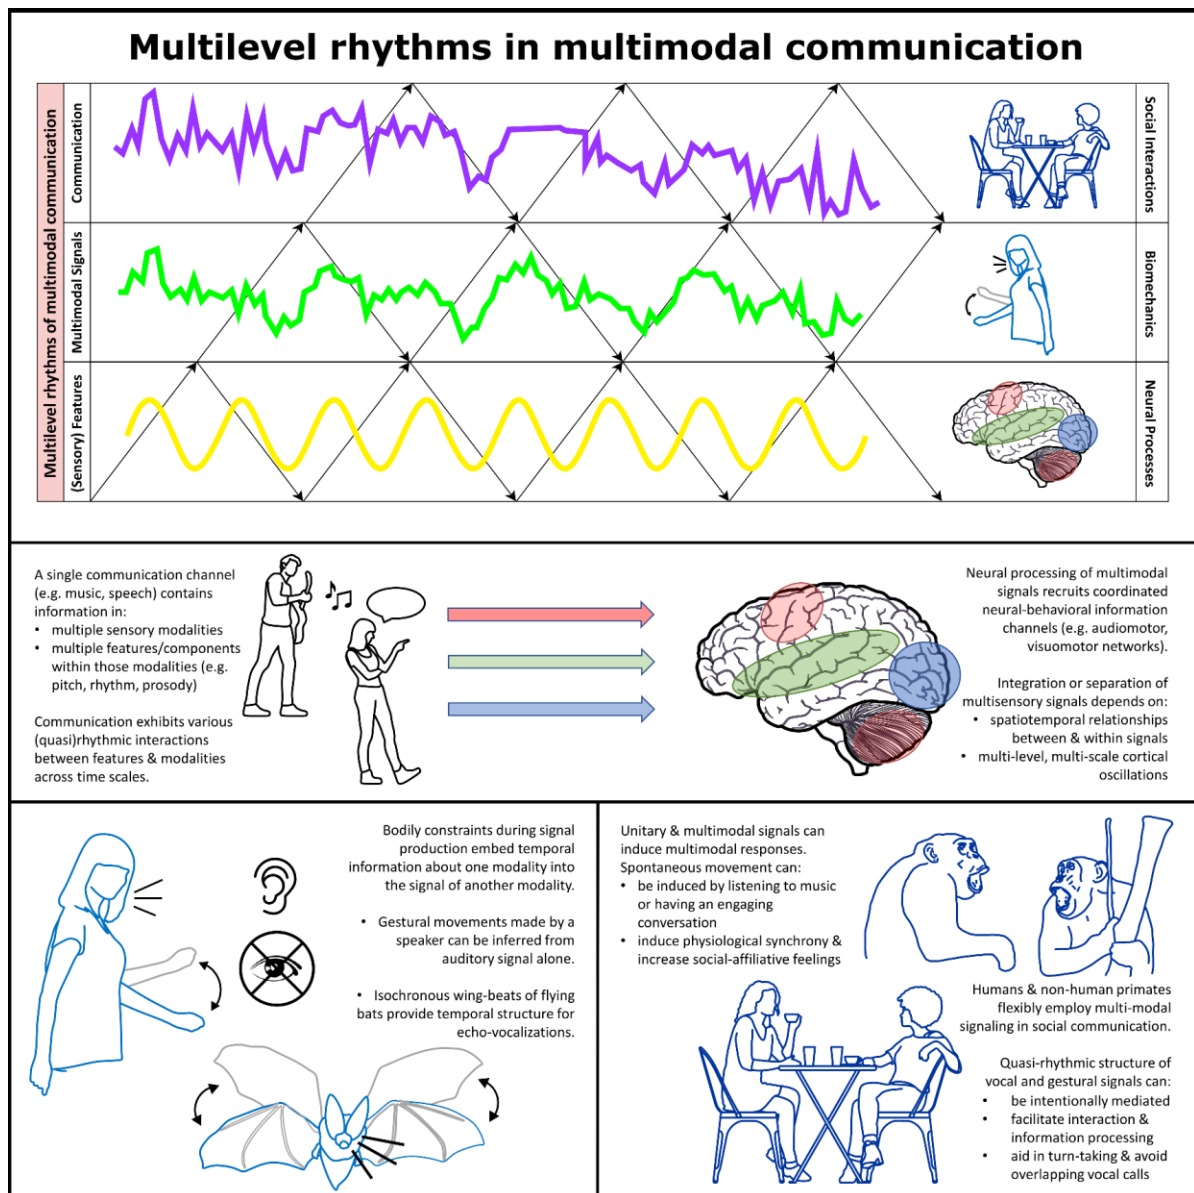 Multilevel rhythms in multimodal communication
Multilevel rhythms of multimodal communication
Communication
Social Interactions
Multimodal Signals
Biomechanics
(Sensory) Features
Neural Processes
A single communication channel
(e.g. music, speech) contains
information in:
• multiple sensory modalities
• multiple features/components
within those modalities (e.g.
pitch, rhythm, prosody)
Communication exhibits various
(quasi)rhythmic interactions
between features & modalities
across time scales.
Neural processing of multimodal
signals recruits coordinated
neural-behavioral information
channels (e.g. audiomotor,
visuomotor networks).
Integration or separation of
multisensory signals depends on:
• spatiotemporal relationships
between & within signals
• multi-level, multi-scale cortical
oscillations
Bodily constraints during signal
production embed temporal
information about one modality into
the signal of another modality.
• Gestural movements made by a
speaker can be inferred from
auditory signal alone.
• Isochronous wing-beats of flying
bats provide temporal structure for
echo-vocalizations.
Unitary & multimodal signals can
induce multimodal responses.
Spontaneous movement can:
• be induced by listening to music
or having an engaging
conversation
• induce physiological synchrony &
increase social-affiliative feelings
Humans & non-human primates
flexibly employ multi-modal
signaling in social communication.
Quasi-rhythmic structure of
vocal and gestural signals can:
• be intentionally mediated
• facilitate interaction &
information processing
• aid in turn-taking & avoid
overlapping vocal calls